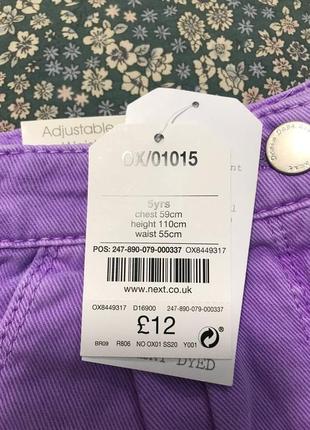 Adjustable
OX/01015
5yrs
chest 59cm
height 110cm
waist 55cm
POS: 247-890-079-000337 OX8449317
www.next.co.uk
OX8449317 D16900 247-890-079-000337
£12
BR09 R806 NO OX01 SS20 Y001
DYED